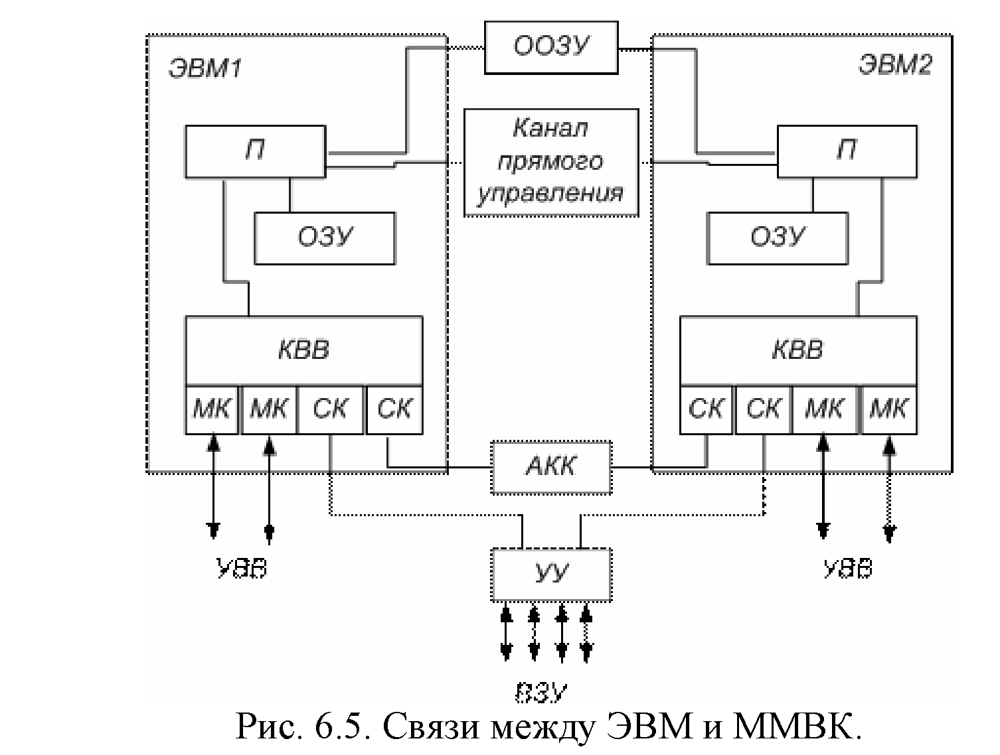 ООЗУ
ЭВМ1
ЭВМ2
Канал
прямого
управления
П
П
ОЗУ
ОЗУ
КВВ
КВВ
МК МК СК СК
СК СК МК МК
АКК
УВВ
УУ
УВВ
ВЗУ
Рис. 6.5. Связи между ЭВМ и ММВК.